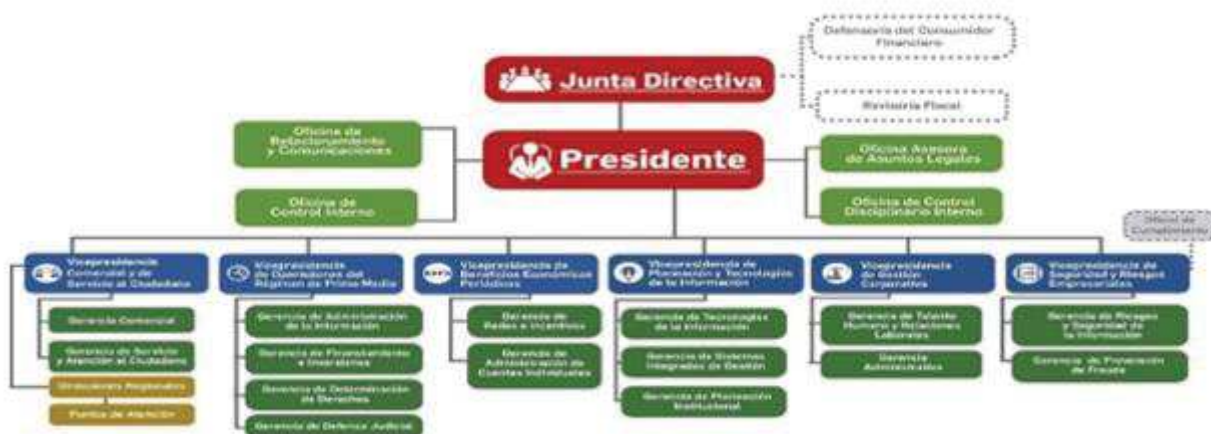 Defensoría del Consumidor
Financiero
Junta Directiva
Revisoría Fiscal
Oficina de
Relacionamiento
y Comunicaciones
Presidente
Oficina Asesora
de Asuntos Legales
Oficina de
Control Interno
Oficina de Control
Disciplinario Interno
Oficial de
Cumplimiento
Vicepresidencia
Comercial y de
Servicio al Ciudadano
Vicepresidencia
de Operaciones del
Régimen de Prima Media
Vicepresidencia de
Beneficios Económicos
Periódicos
Vicepresidencia de
Planeación y Tecnologías
de la Información
Vicepresidencia
de Gestión
Corporativa
Vicepresidencia de
Seguridad y Riesgos
Empresariales
Gerencia Comercial
Gerencia de Administración
de la Información
Gerencia de
Redes e Incentivos
Gerencia de Tecnologías
de la Información
Gerencia de Talento
Humano y Relaciones
Laborales
Gerencia de Riesgos
y Seguridad de
la Información
Gerencia de Servicio
y Atención al Ciudadano
Gerencia de Financiamiento
e Inversiones
Gerencia de
Administración de
Cuentas Individuales
Gerencia de Sistemas
Integrados de Gestión
Gerencia
Administrativa
Gerencia de Prevención
de Fraude
Direcciones Regionales
Gerencia de Determinación
de Derechos
Gerencia de Planeación
Institucional
Puntos de Atención
Gerencia de Defensa Judicial